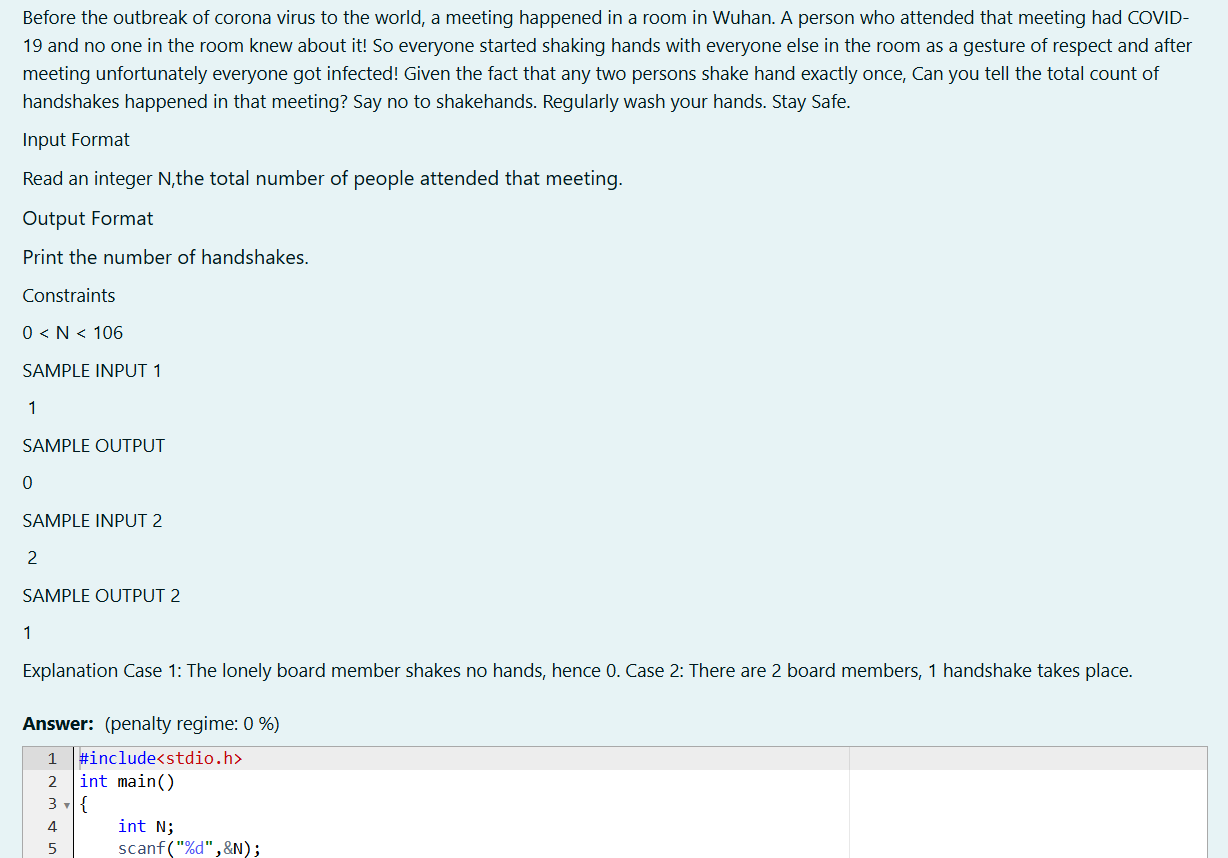 Before the outbreak of corona virus to the world, a meeting happened in a room in Wuhan. A person who attended that meeting had COVID-
19 and no one in the room knew about it! So everyone started shaking hands with everyone else in the room as a gesture of respect and after
meeting unfortunately everyone got infected! Given the fact that any two persons shake hand exactly once, Can you tell the total count of
handshakes happened in that meeting? Say no to shakehands. Regularly wash your hands. Stay Safe.
Input Format
Read an integer N,the total number of people attended that meeting.
Output Format
Print the number of handshakes.
Constraints
0 < N < 106
SAMPLE INPUT 1
1
SAMPLE OUTPUT
0
SAMPLE INPUT 2
2
SAMPLE OUTPUT 2
1
Explanation Case 1: The lonely board member shakes no hands, hence 0. Case 2: There are 2 board members, 1 handshake takes place.
Answer: (penalty regime: 0 %)
1 #include<stdio.h>
2 int main()
3 {
4 int N;
5 scanf("%d",&N);